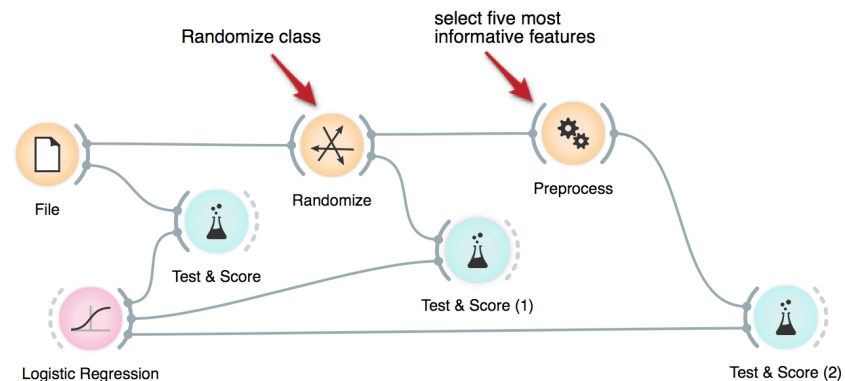 Randomize class
select five most
informative features
File
Randomize
Preprocess
Test & Score
Test & Score (1)
Logistic Regression
Test & Score (2)